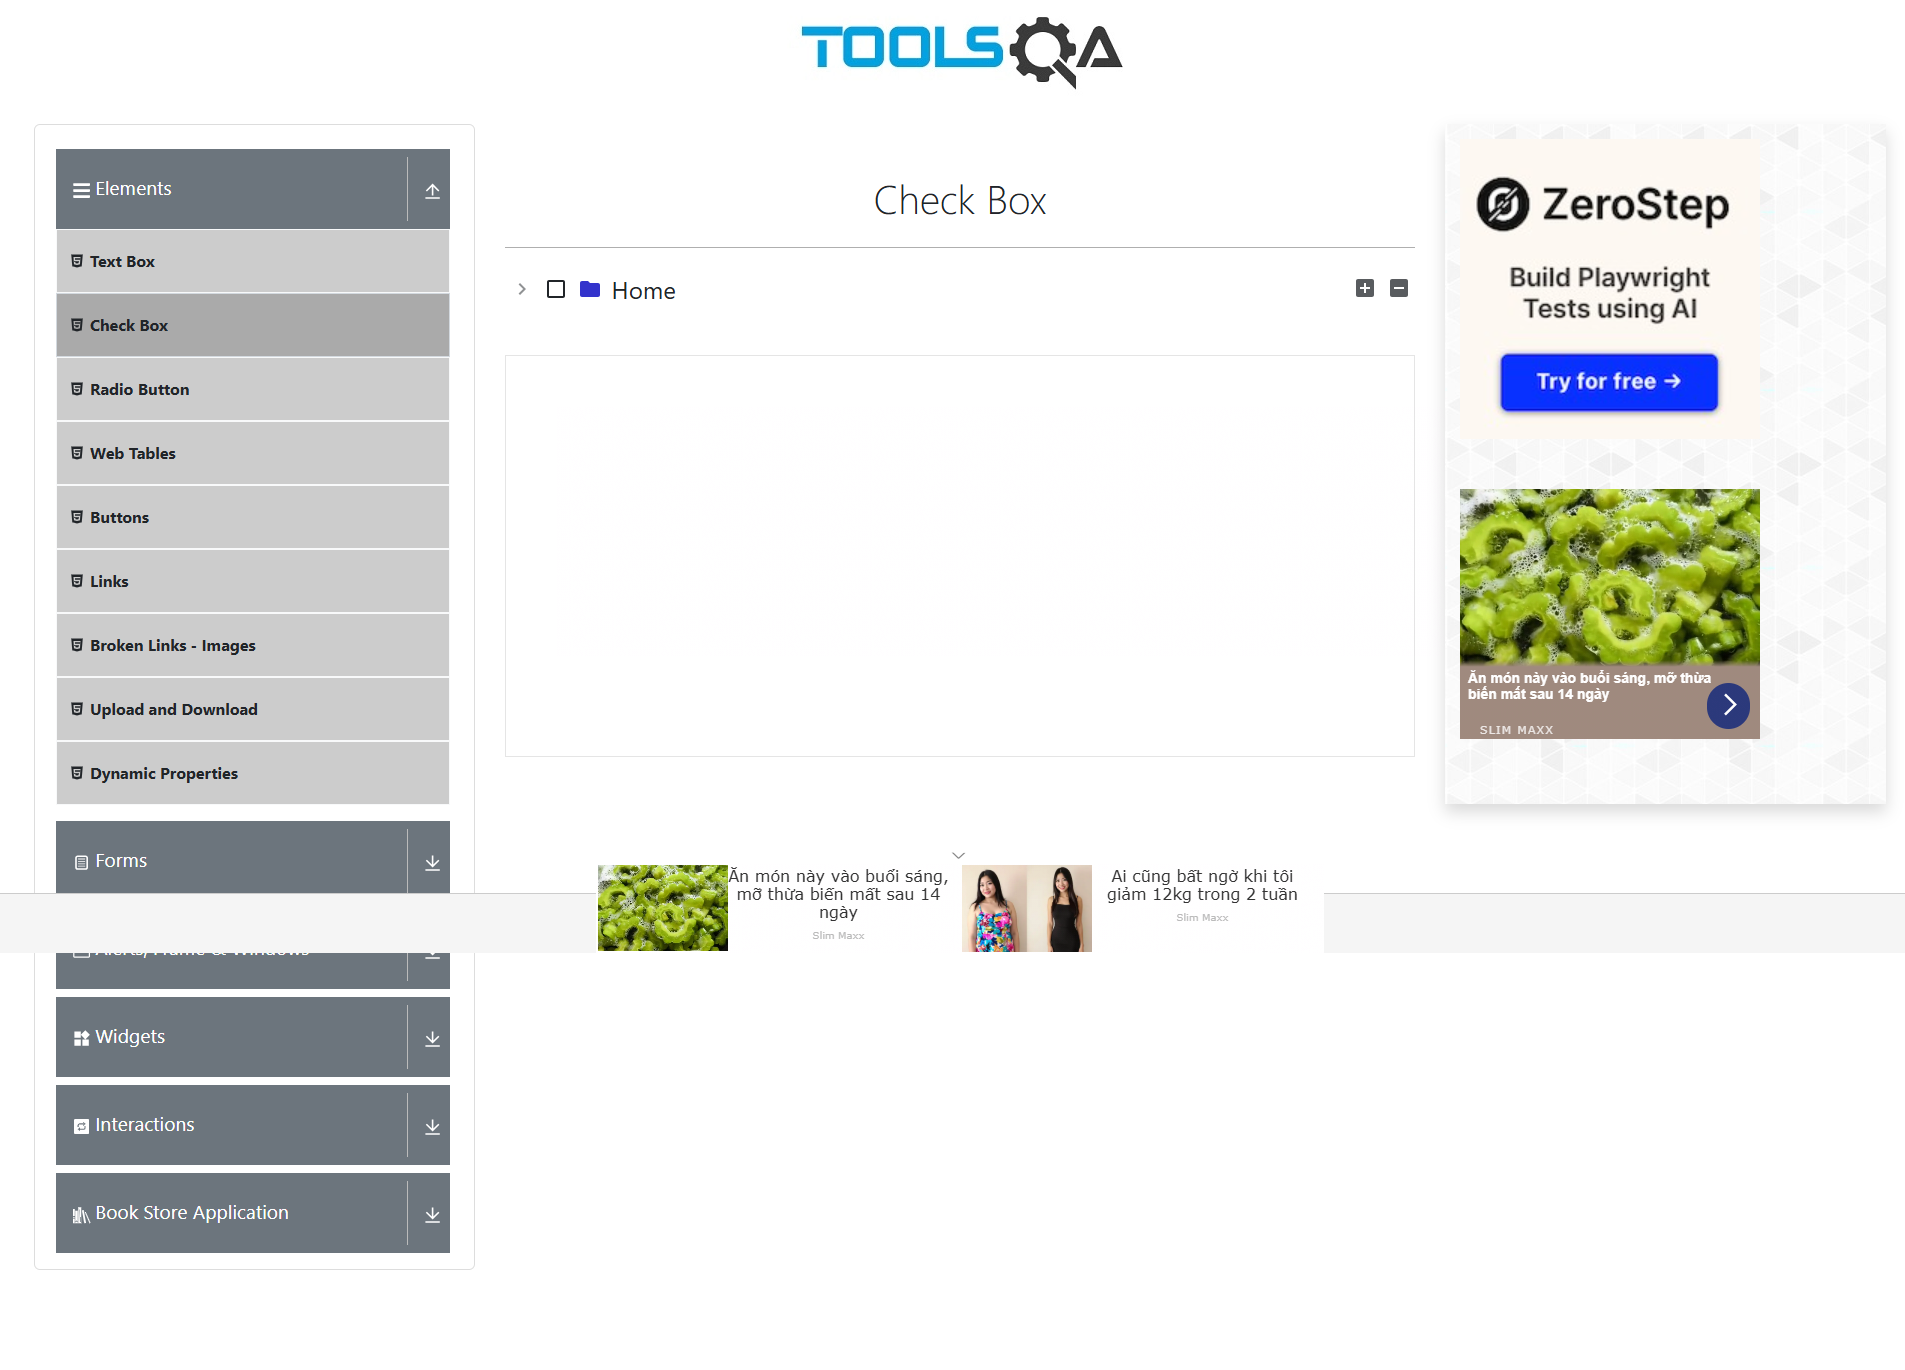 TOOLSQA
Elements
Text Box
Check Box
Radio Button
Web Tables
Buttons
Links
Broken Links - Images
Upload and Download
Dynamic Properties
Forms
Alerts, Frame & Windows
Widgets
Interactions
Book Store Application
Check Box
Home
ZeroStep
Build Playwright
Tests using AI
Try for free →
Ăn món này vào buổi sáng, mỡ thừa
biến mất sau 14 ngày
SLIM MAXX
Ăn món này vào buổi sáng,
mỡ thừa biến mất sau 14
ngày
Slim Maxx
Ai cũng bất ngờ khi tôi
giảm 12kg trong 2 tuần
Slim Maxx